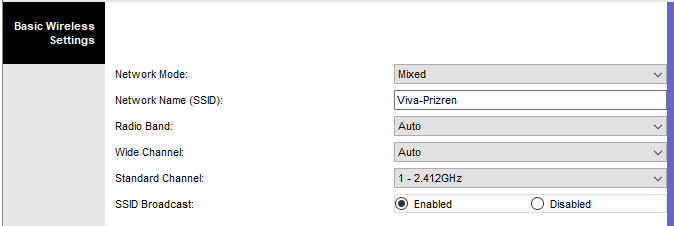 Basic Wireless
Settings
Network Mode: Mixed
Network Name (SSID): Viva-Prizren
Radio Band: Auto
Wide Channel: Auto
Standard Channel: 1 - 2.412GHz
SSID Broadcast: Enabled Disabled